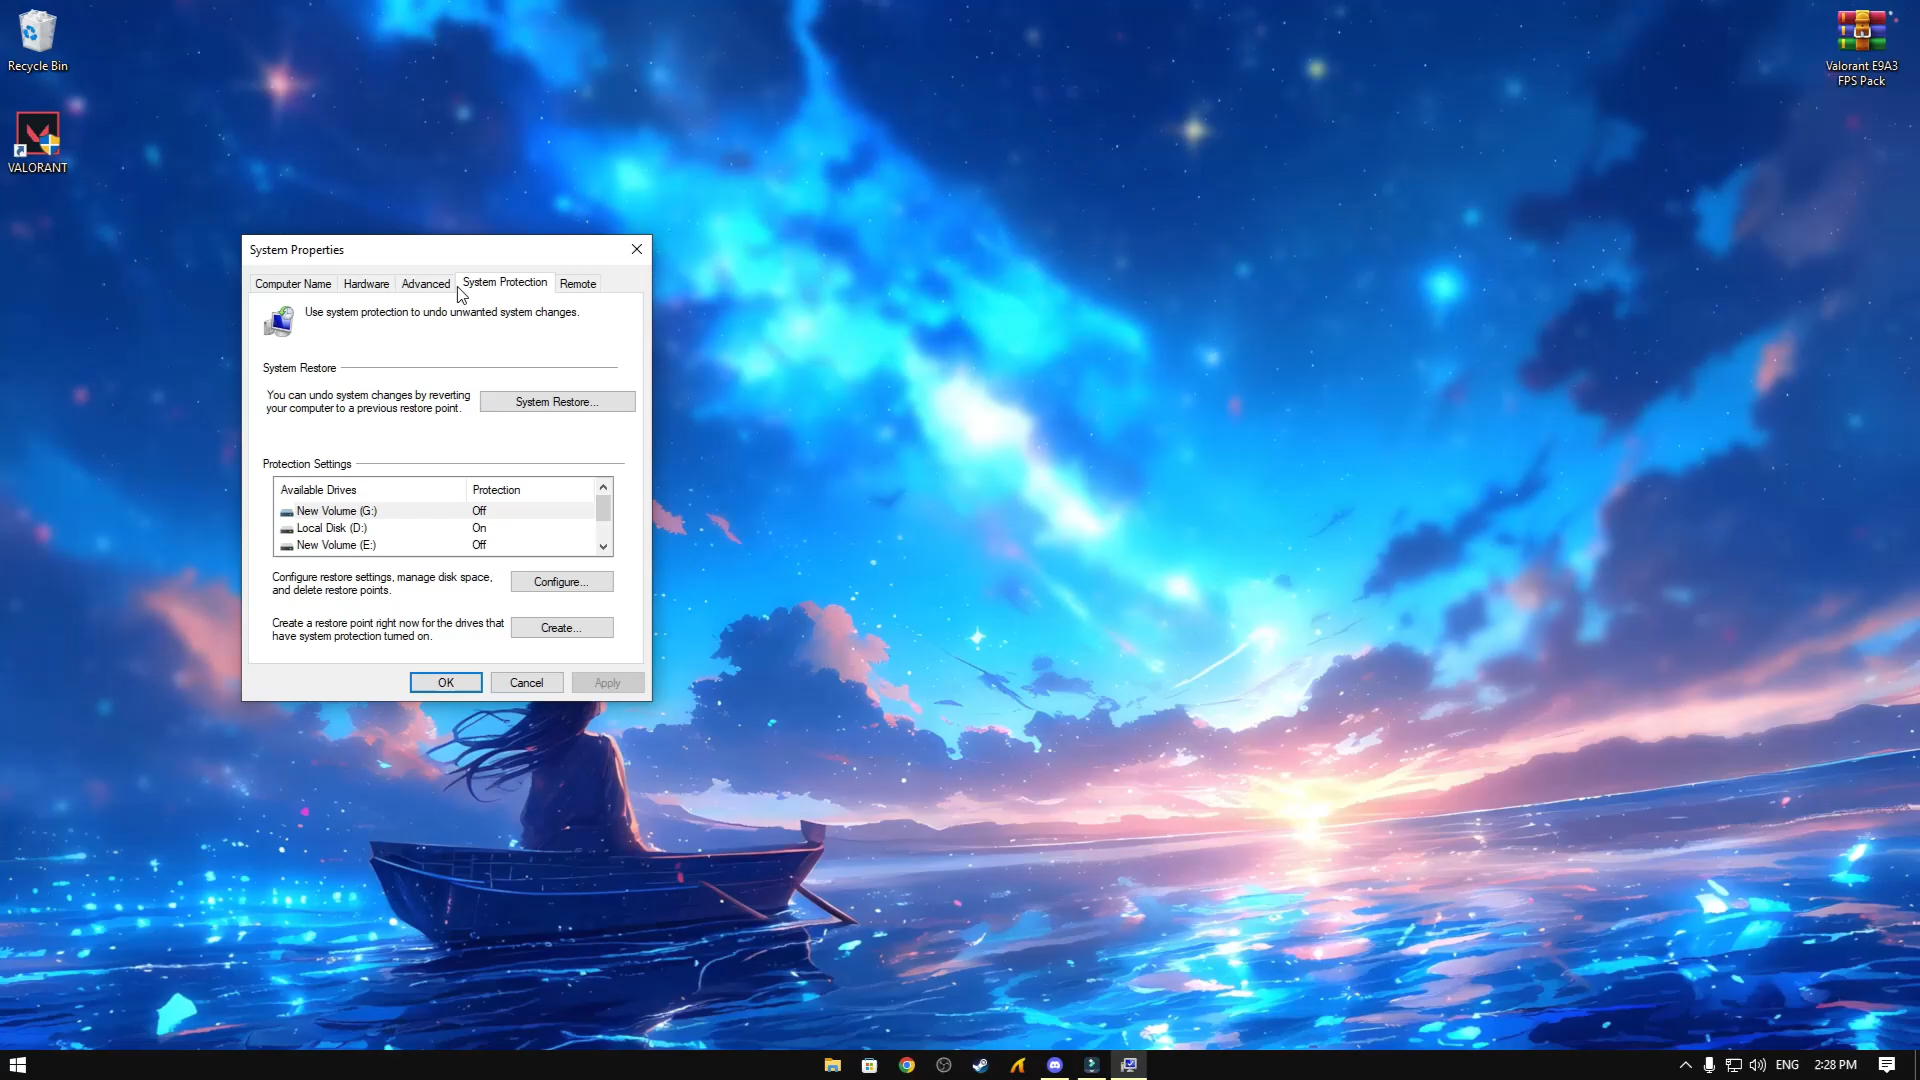 Recycle Bin
VALORANT
Valorant E9A3
FPS Pack
System Properties
Computer Name
Hardware
Advanced
System Protection
Remote
Use system protection to undo unwanted system changes.
System Restore
You can undo system changes by reverting
your computer to a previous restore point.
System Restore...
Protection Settings
Available Drives
Protection
New Volume (G:)
Off
Local Disk (D:)
On
New Volume (E:)
Off
Configure restore settings, manage disk space,
and delete restore points.
Configure...
Create a restore point right now for the drives that
have system protection turned on.
Create...
OK
Cancel
Apply
ENG
2:28 PM